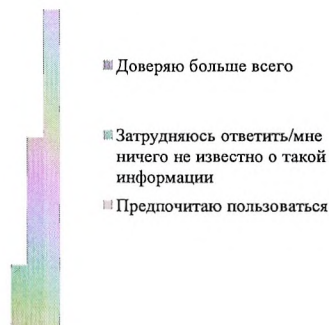 Доверяю больше всего
Затрудняюсь ответить/мне
ничего не известно о такой
информации
Предпочитаю пользоваться